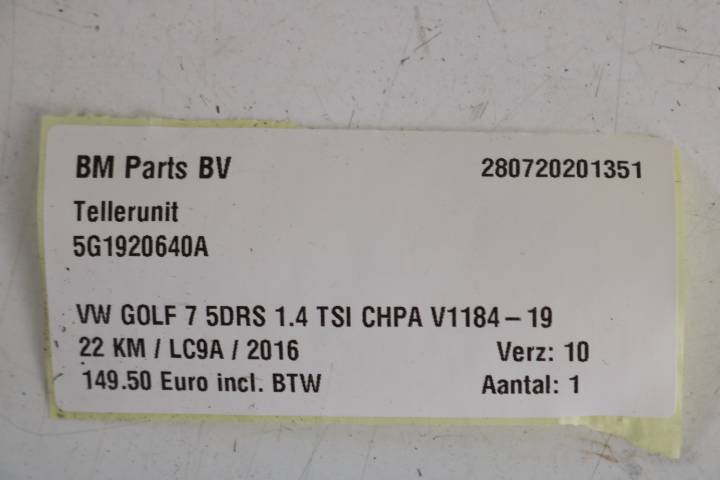 BM Parts BV 280720201351
Tellerunit
5G1920640A
VW GOLF 7 5DRS 1.4 TSI CHPA V1184-19
22 KM / LC9A / 2016 Verz: 10
149.50 Euro incl. BTW Aantal: 1